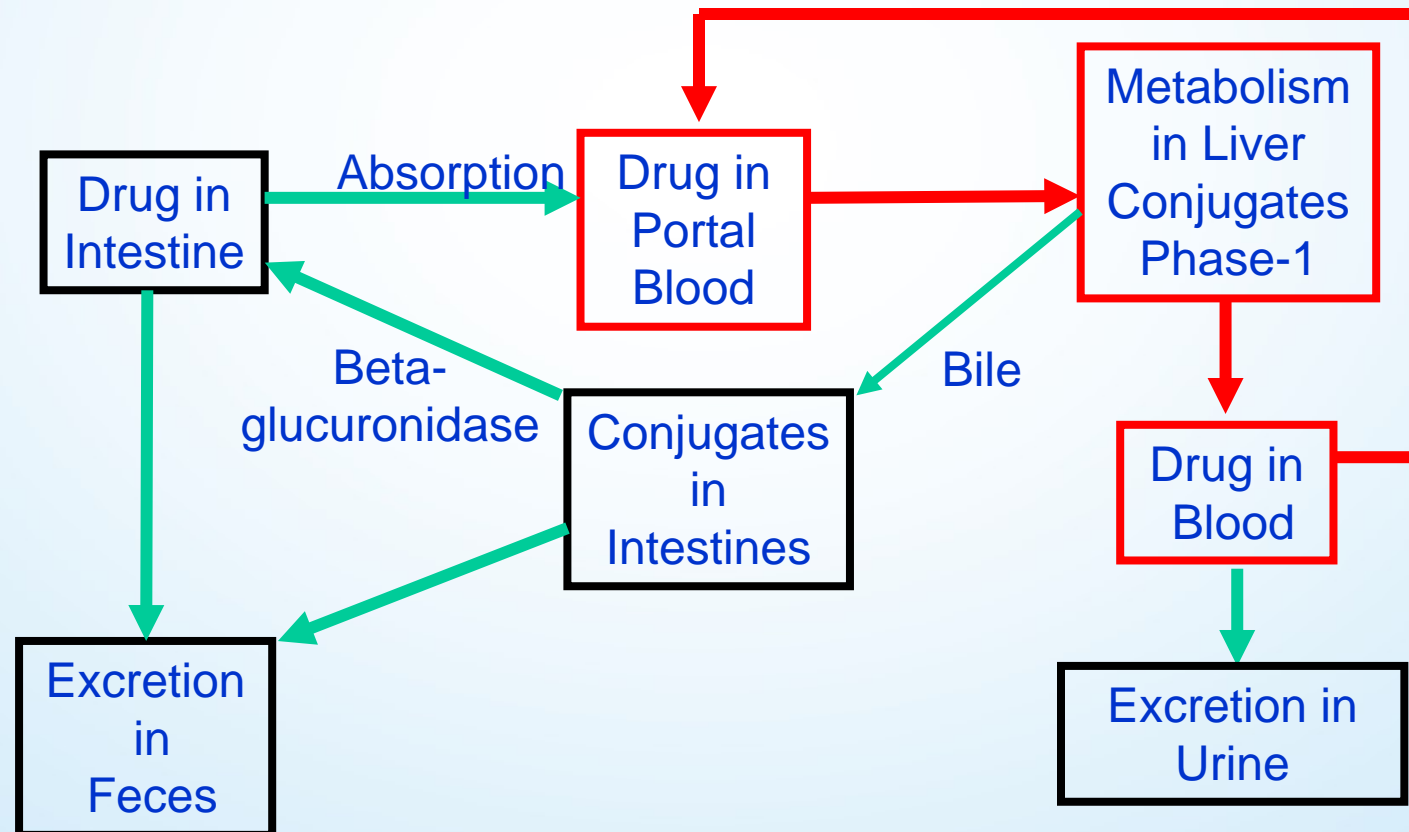 Metabolism
in Liver
Conjugates
Phase-1
Absorption
Drug in
Portal
Blood
Drug in
Intestine
Beta-
glucuronidase
Bile
Conjugates
in
Intestines
Drug in
Blood
Excretion
in
Feces
Excretion in
Urine